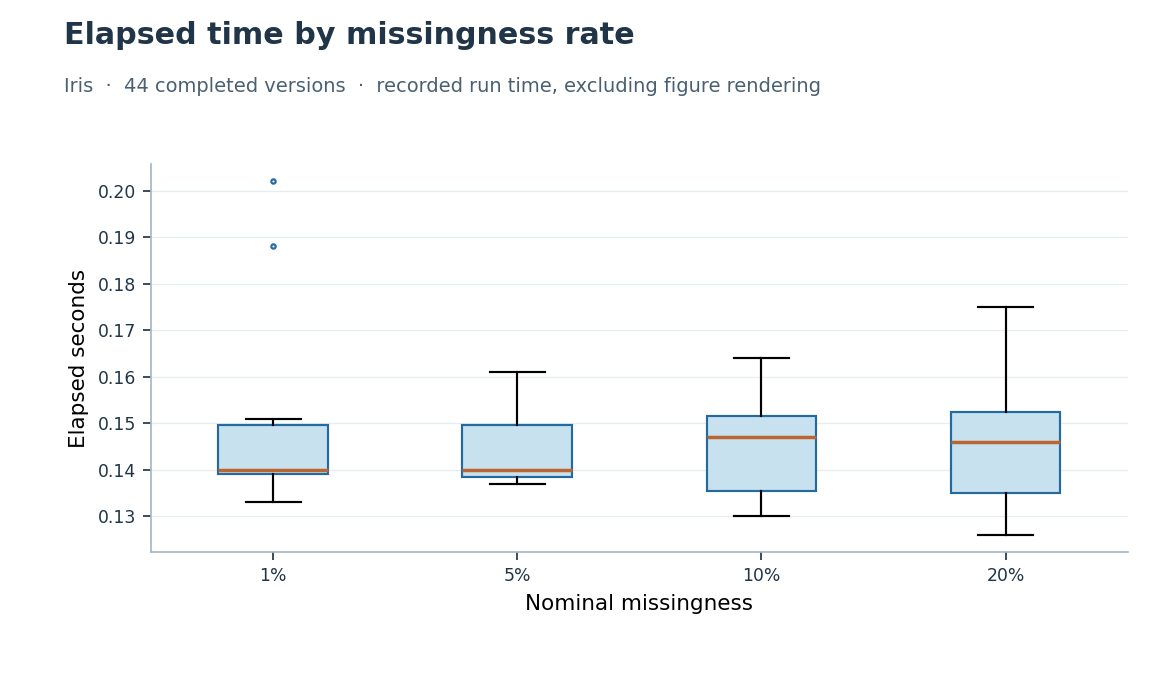 Elapsed time by missingness rate
Iris · 44 completed versions · recorded run time, excluding figure rendering
Elapsed seconds
0.20
0.19
0.18
0.17
0.16
0.15
0.14
0.13
1% 5% 10% 20%
Nominal missingness